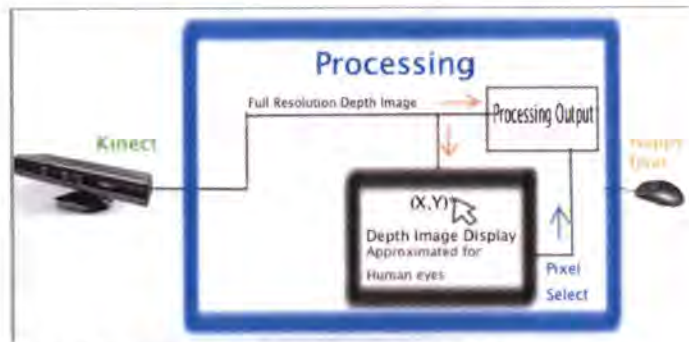 Processing
Full Resolution Depth Image
Processing Output
Kinect
(X,Y)
Depth Image Display
Approximated for
Human eyes
Pixel
Select